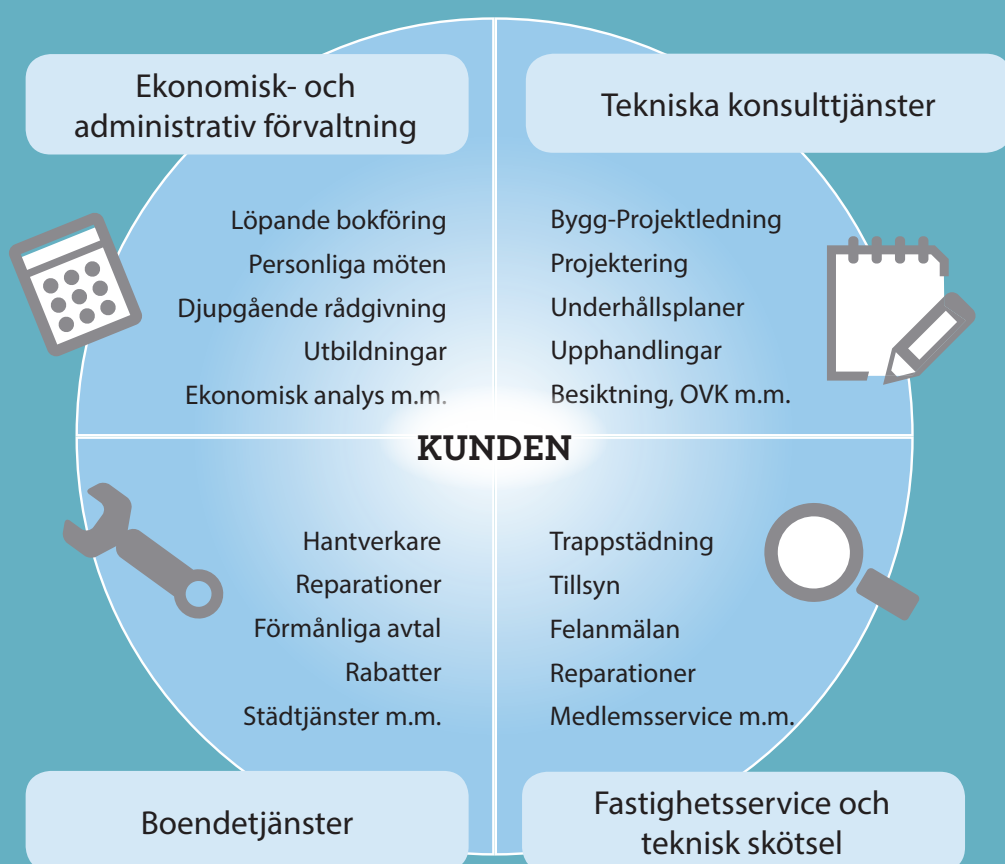 Ekonomisk- och
administrativ förvaltning
Löpande bokföring
Personliga möten
Djupgående rådgivning
Utbildningar
Ekonomisk analys m.m.
Tekniska konsulttjänster
Bygg-Projektledning
Projektering
Underhållsplaner
Upphandlingar
Besiktning, OVK m.m.
KUNDEN
Hantverkare
Reparationer
Förmånliga avtal
Rabatter
Städtjänster m.m.
Boendetjänster
Trappstädning
Tillsyn
Felanmälan
Reparationer
Medlemsservice m.m.
Fastighetsservice och
teknisk skötsel